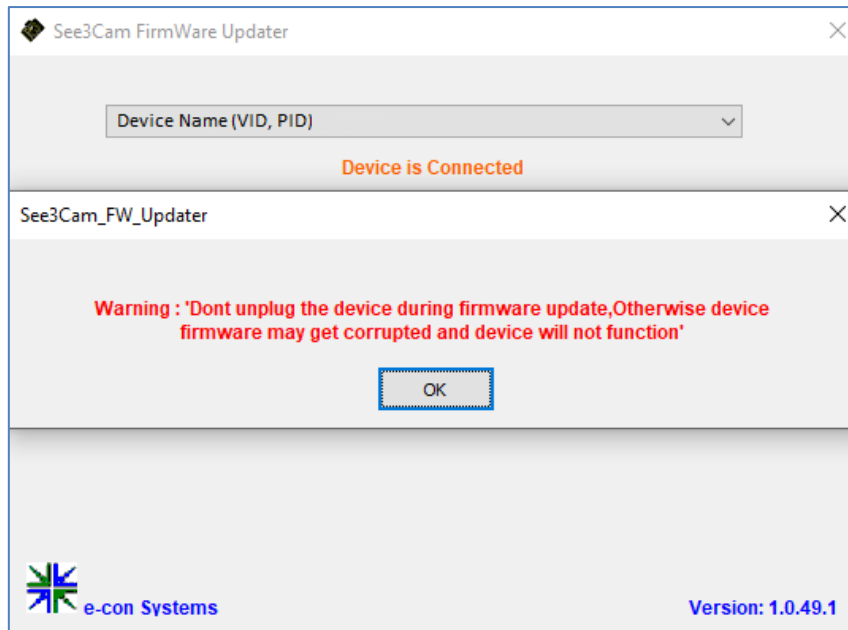 See3Cam FirmWare Updater
Device Name (VID, PID)
Device is Connected
See3Cam_FW_Updater
Warning : 'Dont unplug the device during firmware update,Otherwise device
firmware may get corrupted and device will not function'
OK
e-con Systems
Version: 1.0.49.1